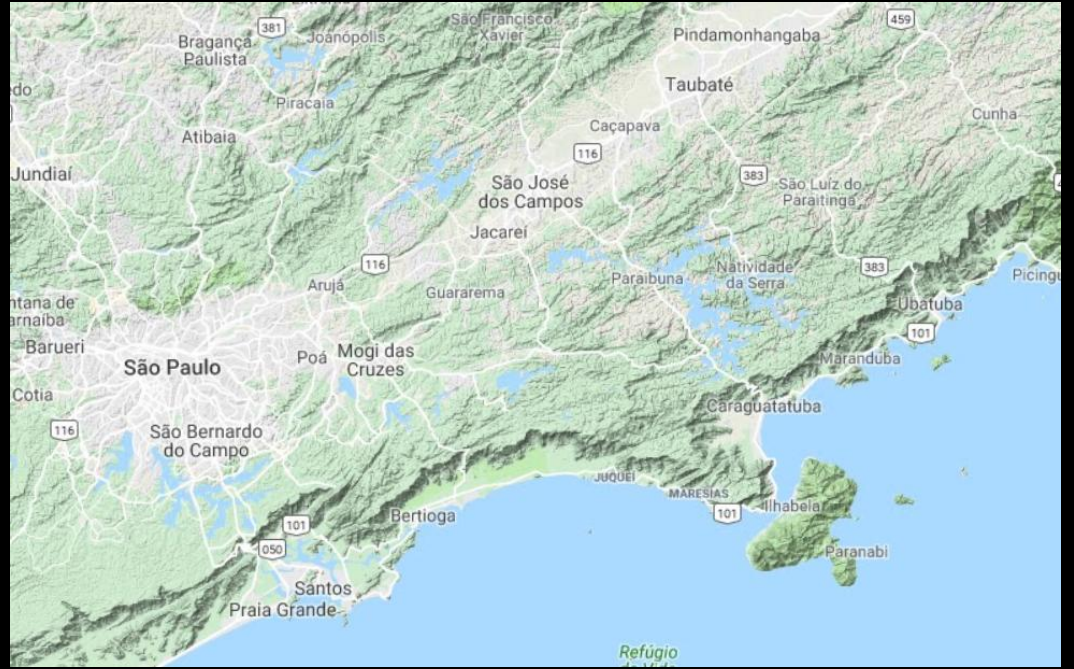 381
São Francisco
Xavier
459
Bragança
Paulista
Joanópolis
Pindamonhangaba
Taubaté
Piracaia
Cunha
Atibaia
Caçapava
116
Jundiaí
São José
dos Campos
383
São Luíz do
Paraitinga
Jacareí
116
Arujá
Guararema
Paraibuna
Natividade
da Serra
383
Ubatuba
101
Barueri
São Paulo
Poá
Mogi das
Cruzes
Maranduba
Cotia
Caraguatatuba
116
São Bernardo
do Campo
JUQUEÍ
MARESIAS
101
Ilhabela
Bertioga
101
050
Paranabi
Santos
Praia Grande
Refúgio